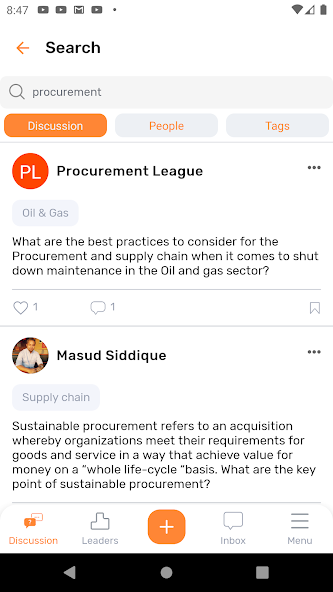 8:47
Search
procurement
Discussion People Tags
PL Procurement League
Oil & Gas
What are the best practices to consider for the
Procurement and supply chain when it comes to shut
down maintenance in the Oil and gas sector?
1 1
Masud Siddique
Supply chain
Sustainable procurement refers to an acquisition
whereby organizations meet their requirements for
goods and service in a way that achieve value for
money on a "whole life-cycle "basis. What are the key
point of sustainable procurement?
Discussion Leaders Inbox Menu